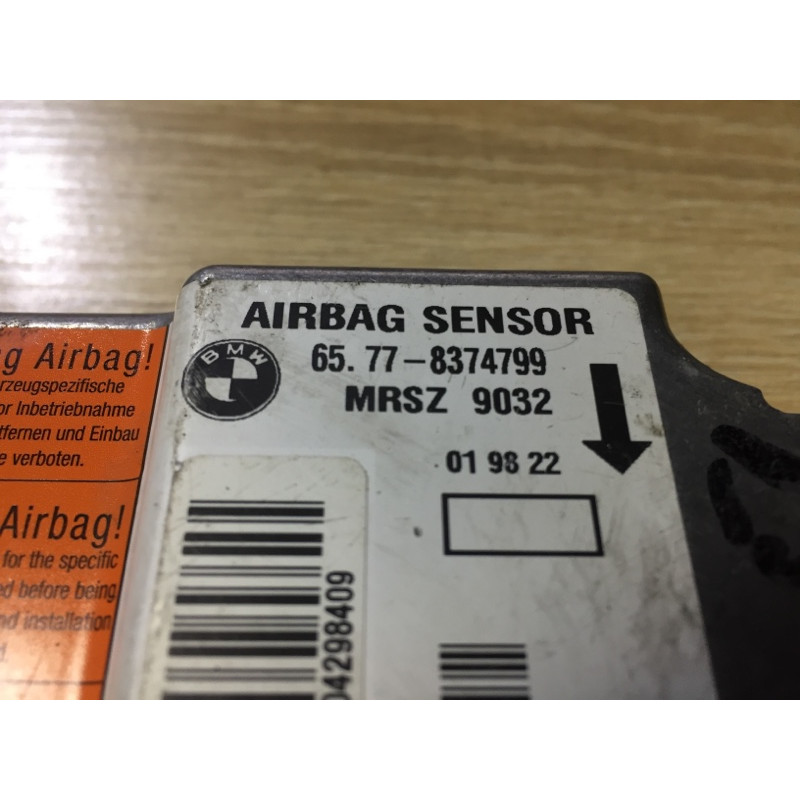 AIRBAG SENSOR
BMW
65.77-8374799
MRSZ 9032
01 98 22
04298409
Airbag!
rzeugspezifische
or Inbetriebnahme
tfernen und Einbau
e verboten.
Airbag!
for the specific
ed before being
nd installation